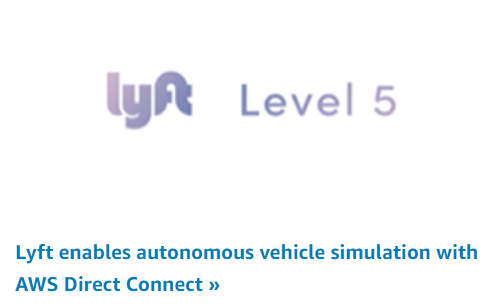 lyft Level 5
Lyft enables autonomous vehicle simulation with
AWS Direct Connect »